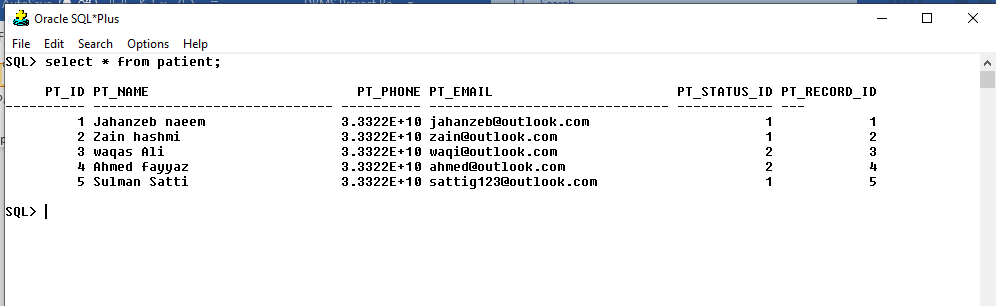 Oracle SQL*Plus
File Edit Search Options Help
SQL> select * from patient;
PT_ID PT_NAME PT_PHONE PT_EMAIL PT_STATUS_ID PT_RECORD_ID
---------- ------------------------------ ---------- ------------------------------ ------------ ------------
1 Jahanzeb naeem 3.3322E+10 jahanzeb@outlook.com 1 1
2 Zain hashmi 3.3322E+10 zain@outlook.com 1 2
3 waqas Ali 3.3322E+10 waqi@outlook.com 2 3
4 Ahmed fayyaz 3.3322E+10 ahmed@outlook.com 2 4
5 Sulman Satti 3.3322E+10 sattig123@outlook.com 1 5
SQL>